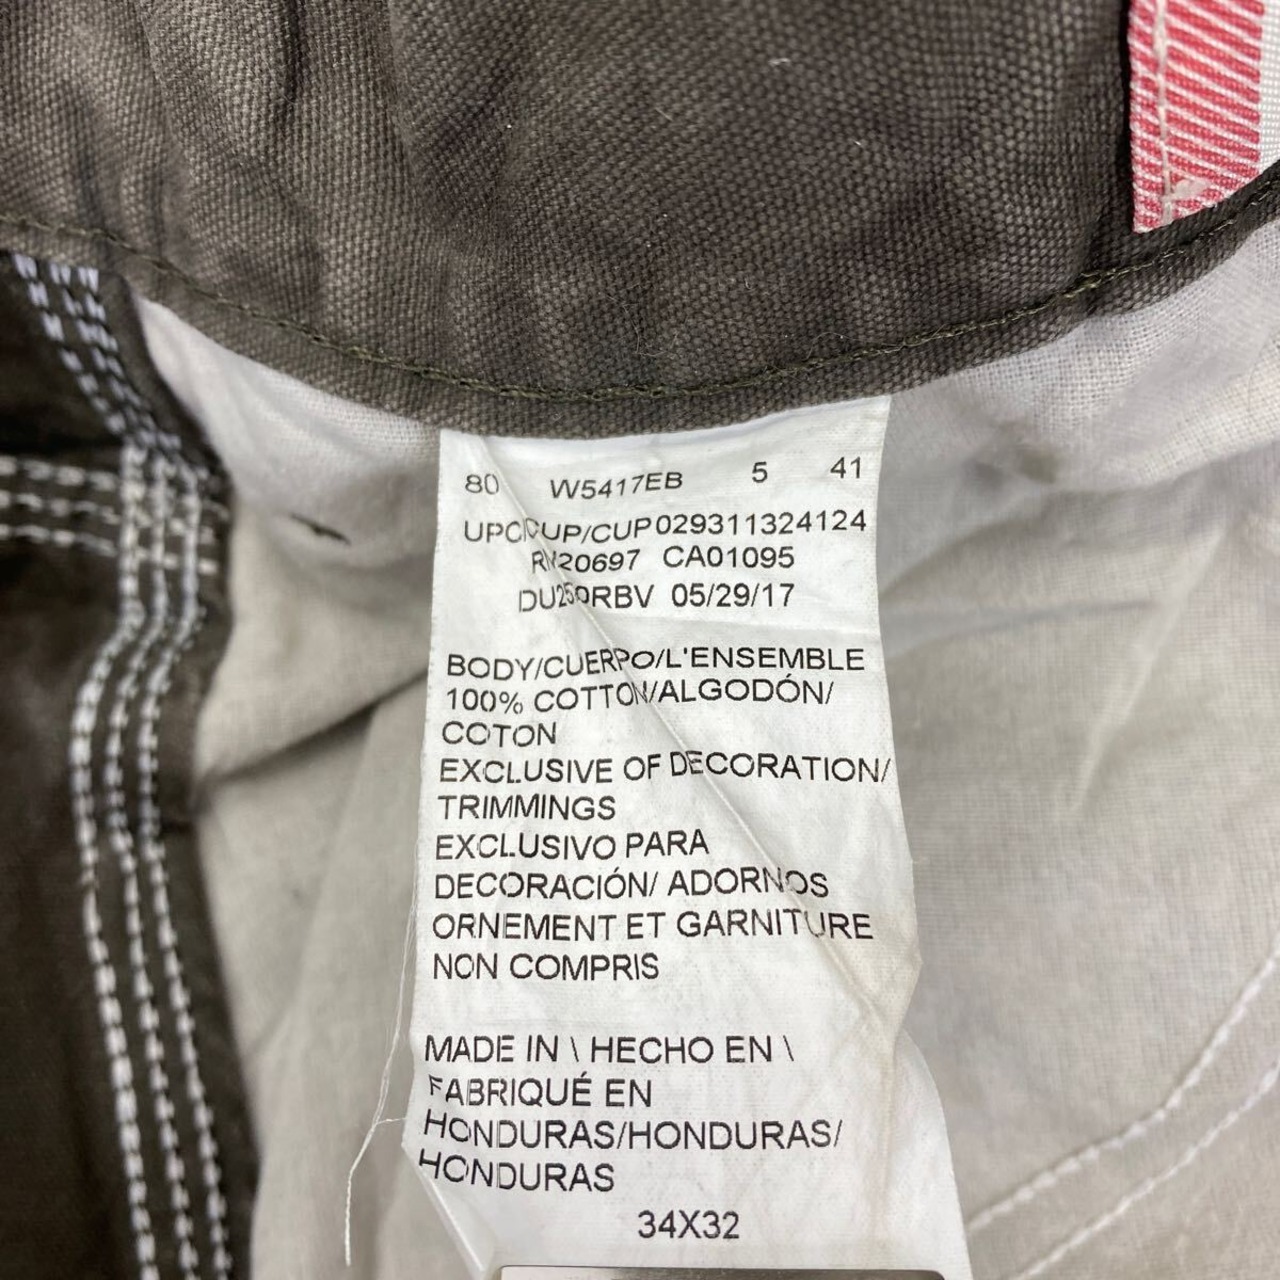 80 W5417EB 5 41
UPC/CUP/CUP 029311324124
RN20697 CA01095
DU250RBV 05/29/17
BODY/CUERPO/L'ENSEMBLE
100% COTTON/ALGODÓN/
COTON
EXCLUSIVE OF DECORATION/
TRIMMINGS
EXCLUSIVO PARA
DECORACIÓN/ ADORNOS
ORNEMENT ET GARNITURE
NON COMPRIS
MADE IN \ HECHO EN \
FABRIQUÉ EN
HONDURAS/HONDURAS/
HONDURAS
34X32